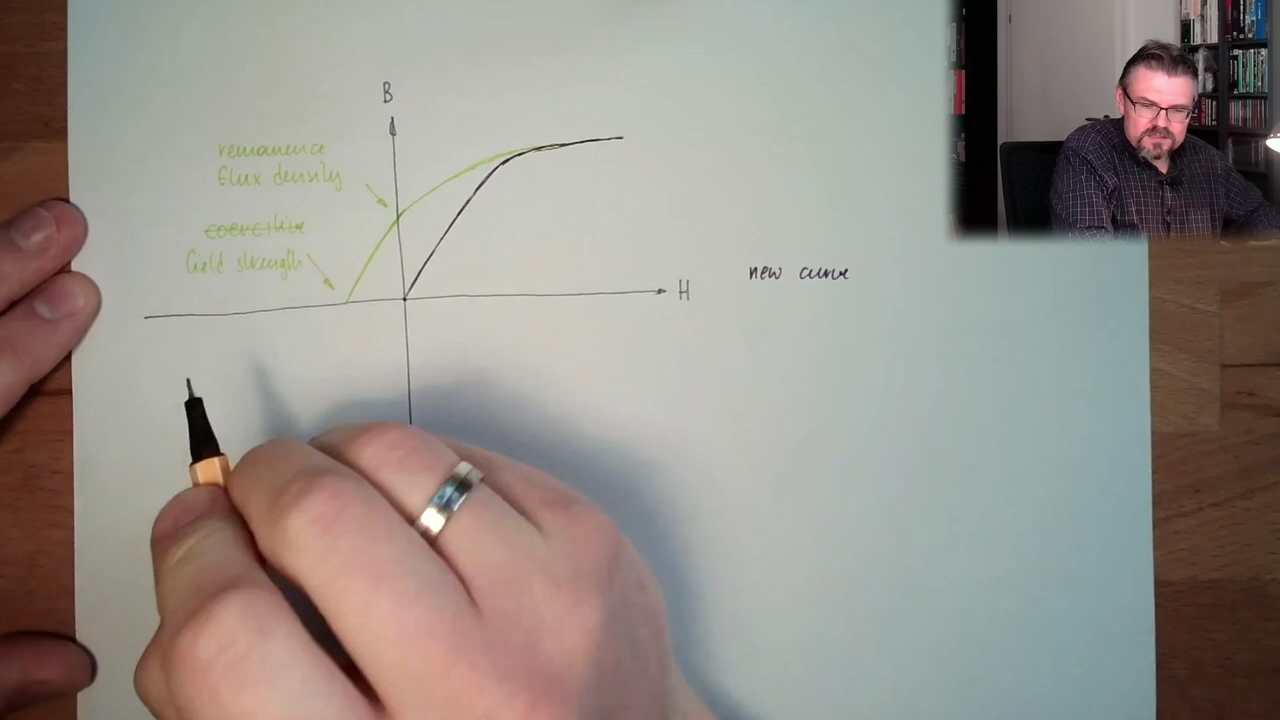 B
remanence
flux density
coercitive
field strength
H
new curve